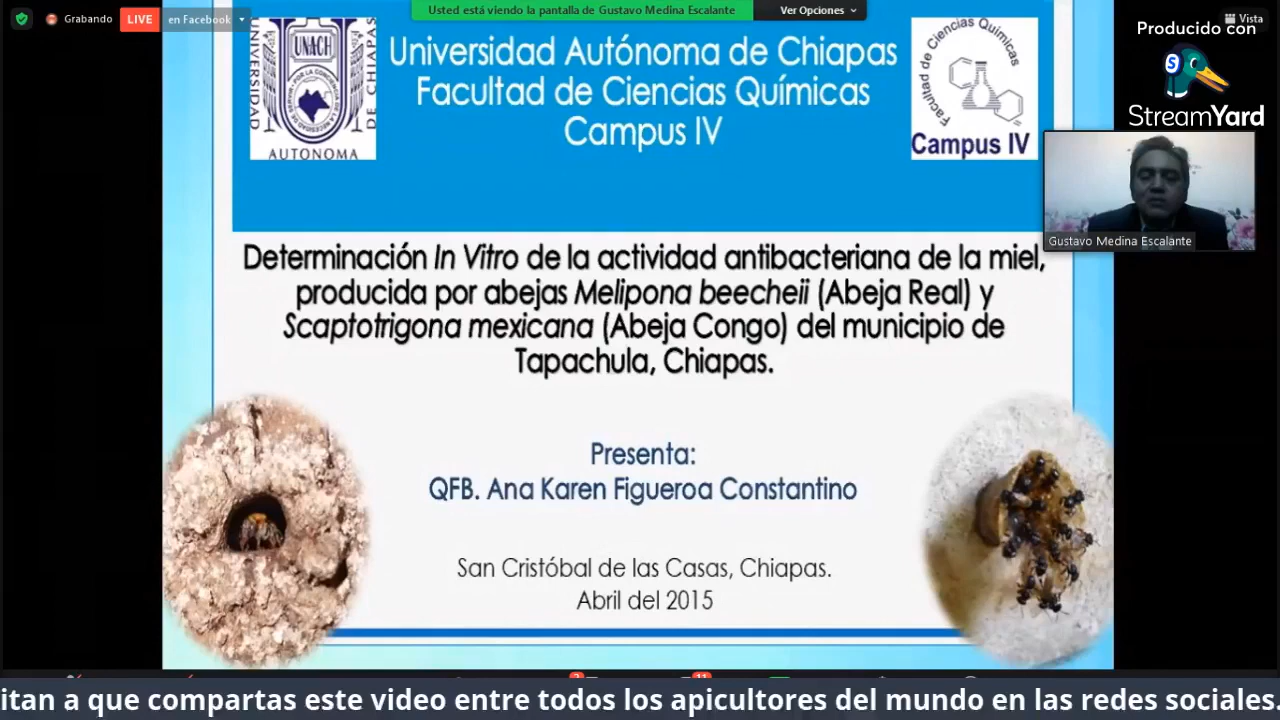 Grabando
LIVE
en Facebook
Usted está viendo la pantalla de Gustavo Medina Escalante
Ver Opciones
Vista
Producido con
S
StreamYard
UNACH
UNIVERSIDAD
DE CHIAPAS
AUTONOMA
Universidad Autónoma de Chiapas
Facultad de Ciencias Químicas
Campus IV
Facultad de Ciencias Químicas
Campus IV
Gustavo Medina Escalante
Determinación In Vitro de la actividad antibacteriana de la miel,
producida por abejas Melipona beecheii (Abeja Real) y
Scaptotrigona mexicana (Abeja Congo) del municipio de
Tapachula, Chiapas.
Presenta:
QFB. Ana Karen Figueroa Constantino
San Cristóbal de las Casas, Chiapas.
Abril del 2015
itan a que compartas este video entre todos los apicultores del mundo en las redes sociales.